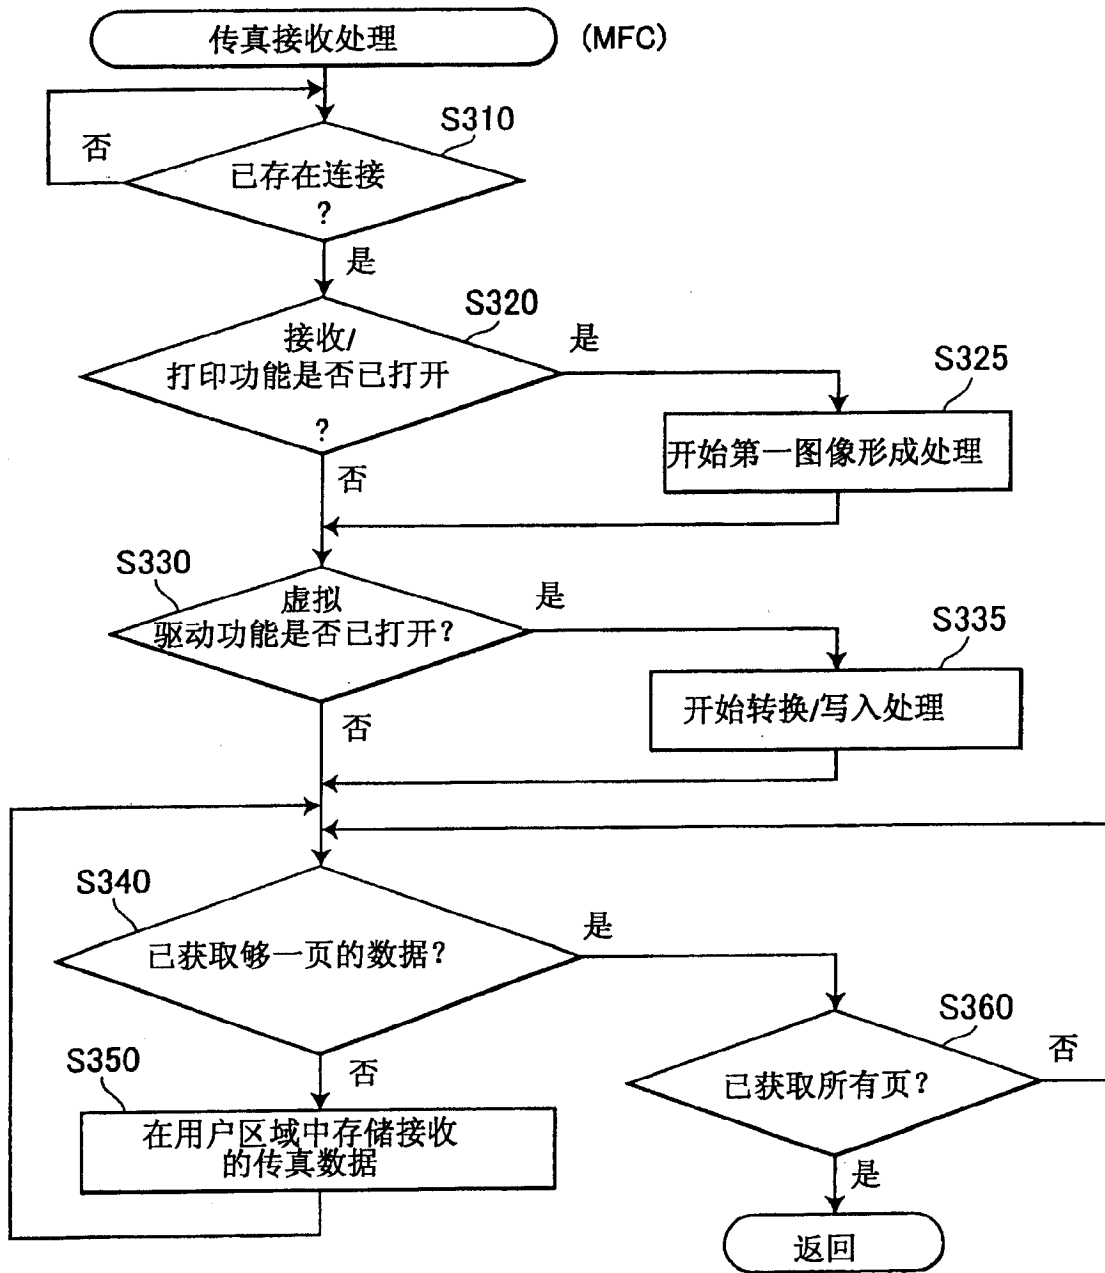 传真接收处理
(MFC)
S310
否
已存在连接
?
是
S320
接收/
打印功能是否已打开
?
是
S325
开始第一图像形成处理
否
S330
虚拟
驱动功能是否已打开?
是
S335
开始转换/写入处理
否
S340
已获取够一页的数据?
是
S360
已获取所有页?
否
S350
否
在用户区域中存储接收
的传真数据
是
返回